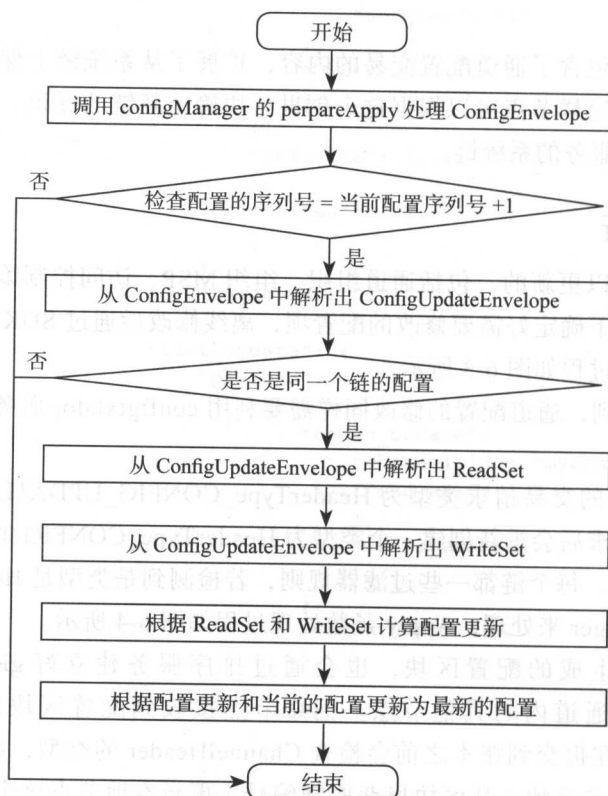 开始
调用 configManager 的 perpareApply 处理 ConfigEnvelope
否
检查配置的序列号 = 当前配置序列号 +1
是
从 ConfigEnvelope 中解析出 ConfigUpdateEnvelope
否
是否是同一个链的配置
是
从 ConfigUpdateEnvelope 中解析出 ReadSet
从 ConfigUpdateEnvelope 中解析出 WriteSet
根据 ReadSet 和 WriteSet 计算配置更新
根据配置更新和当前的配置更新为最新的配置
结束